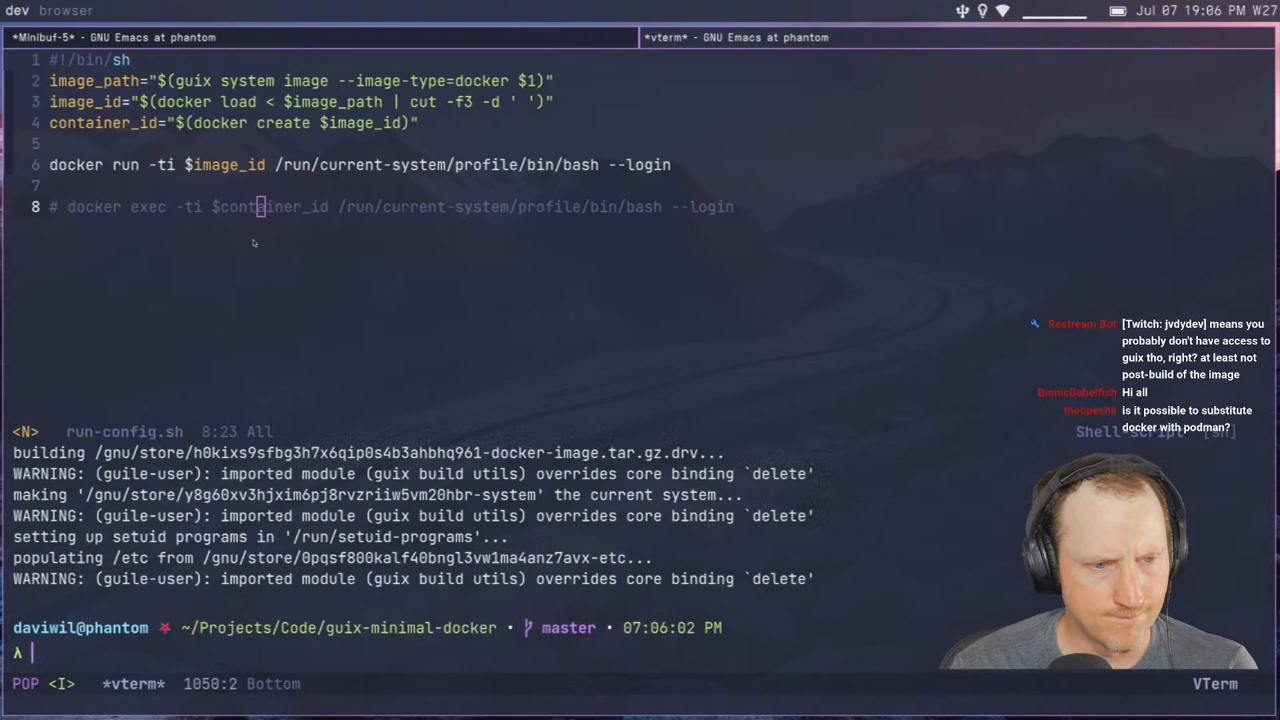 dev browser
Jul 07 19:06 PM W27
*Minibuf-5* - GNU Emacs at phantom
*vterm* - GNU Emacs at phantom
1 #!/bin/sh
2 image_path="$(guix system image --image-type=docker $1)"
3 image_id="$(docker load < $image_path | cut -f3 -d ' ')"
4 container_id="$(docker create $image_id)"
5
6 docker run -ti $image_id /run/current-system/profile/bin/bash --login
7
8 # docker exec -ti $container_id /run/current-system/profile/bin/bash --login
Restream Bot [Twitch: jvdydev] means you
probably don't have access to
guix tho, right? at least not
post-build of the image
BionicBabelfish Hi all
theopechli is it possible to substitute
docker with podman?
<N> run-config.sh 8:23 All Shell-script [sh]
building /gnu/store/h0kixs9sfbg3h7x6qip0s4b3ahbhq961-docker-image.tar.gz.drv...
WARNING: (guile-user): imported module (guix build utils) overrides core binding `delete'
making '/gnu/store/y8g60xv3hjxim6pj8rvzriiw5vm20hbr-system' the current system...
WARNING: (guile-user): imported module (guix build utils) overrides core binding `delete'
setting up setuid programs in '/run/setuid-programs'...
populating /etc from /gnu/store/0pqsf800kalf40bngl3vw1ma4anz7avx-etc...
WARNING: (guile-user): imported module (guix build utils) overrides core binding `delete'
daviwil@phantom ~/Projects/Code/guix-minimal-docker • master • 07:06:02 PM
λ
POP <I> *vterm* 1050:2 Bottom VTerm